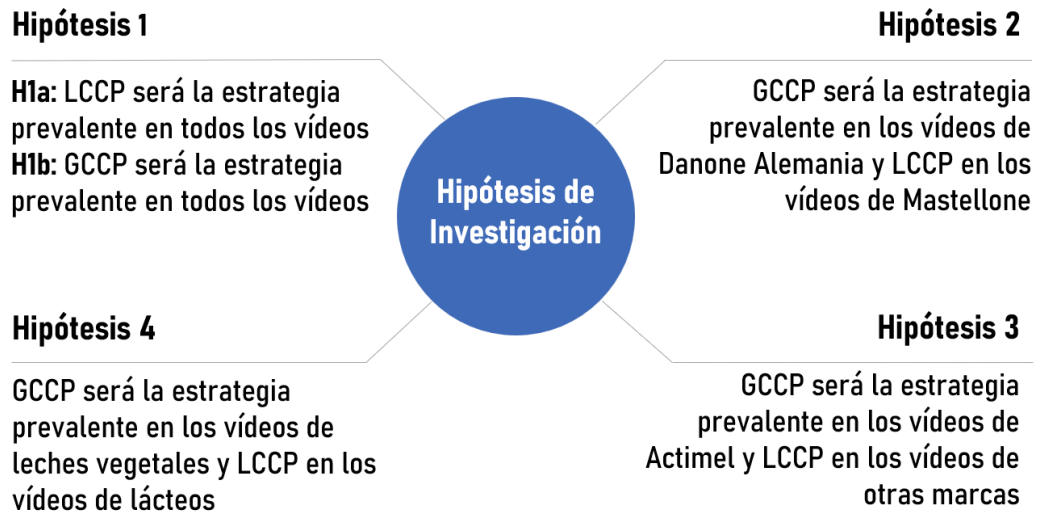 Hipótesis 1
H1a: LCCP será la estrategia
prevalente en todos los vídeos
H1b: GCCP será la estrategia
prevalente en todos los vídeos
Hipótesis 2
GCCP será la estrategia
prevalente en los vídeos de
Danone Alemania y LCCP en los
vídeos de Mastellone
Hipótesis de
Investigación
Hipótesis 4
GCCP será la estrategia
prevalente en los vídeos de
leches vegetales y LCCP en los
vídeos de lácteos
Hipótesis 3
GCCP será la estrategia
prevalente en los vídeos de
Actimel y LCCP en los vídeos de
otras marcas